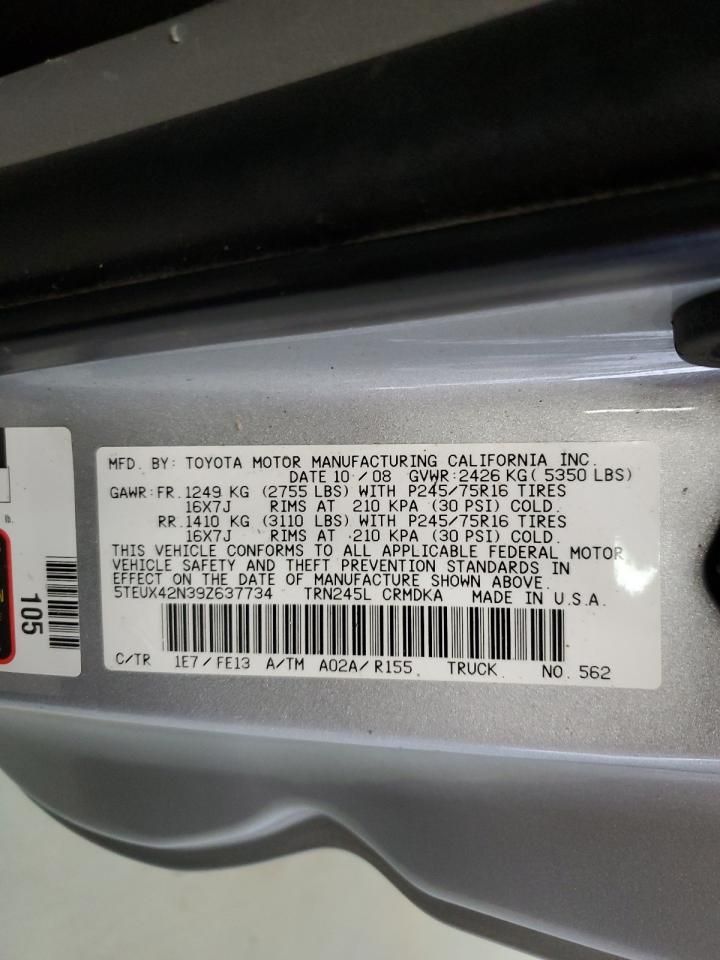 MFD. BY: TOYOTA MOTOR MANUFACTURING CALIFORNIA INC.
DATE 10 / 08 GVWR: 2426 KG ( 5350 LBS)
GAWR: FR. 1249 KG (2755 LBS) WITH P245/75R16 TIRES
16X7J RIMS AT 210 KPA (30 PSI) COLD.
RR. 1410 KG (3110 LBS) WITH P245/75R16 TIRES
16X7J RIMS AT 210 KPA (30 PSI) COLD.
THIS VEHICLE CONFORMS TO ALL APPLICABLE FEDERAL MOTOR
VEHICLE SAFETY AND THEFT PREVENTION STANDARDS IN
EFFECT ON THE DATE OF MANUFACTURE SHOWN ABOVE.
5TEUX42N39Z637734 TRN245L CRMDKA MADE IN U.S.A.
C/TR 1E7 / FE13 A/TM A02A / R155 TRUCK NO. 562
105